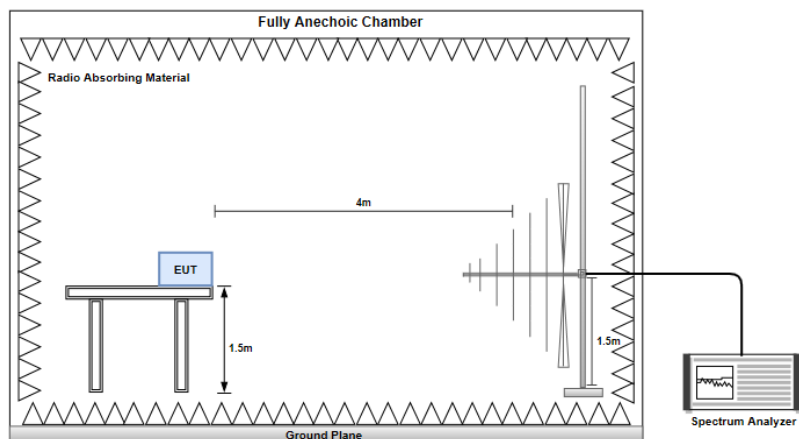 Fully Anechoic Chamber
Radio Absorbing Material
4m
EUT
1.5m
1.5m
Spectrum Analyzer
Ground Plane